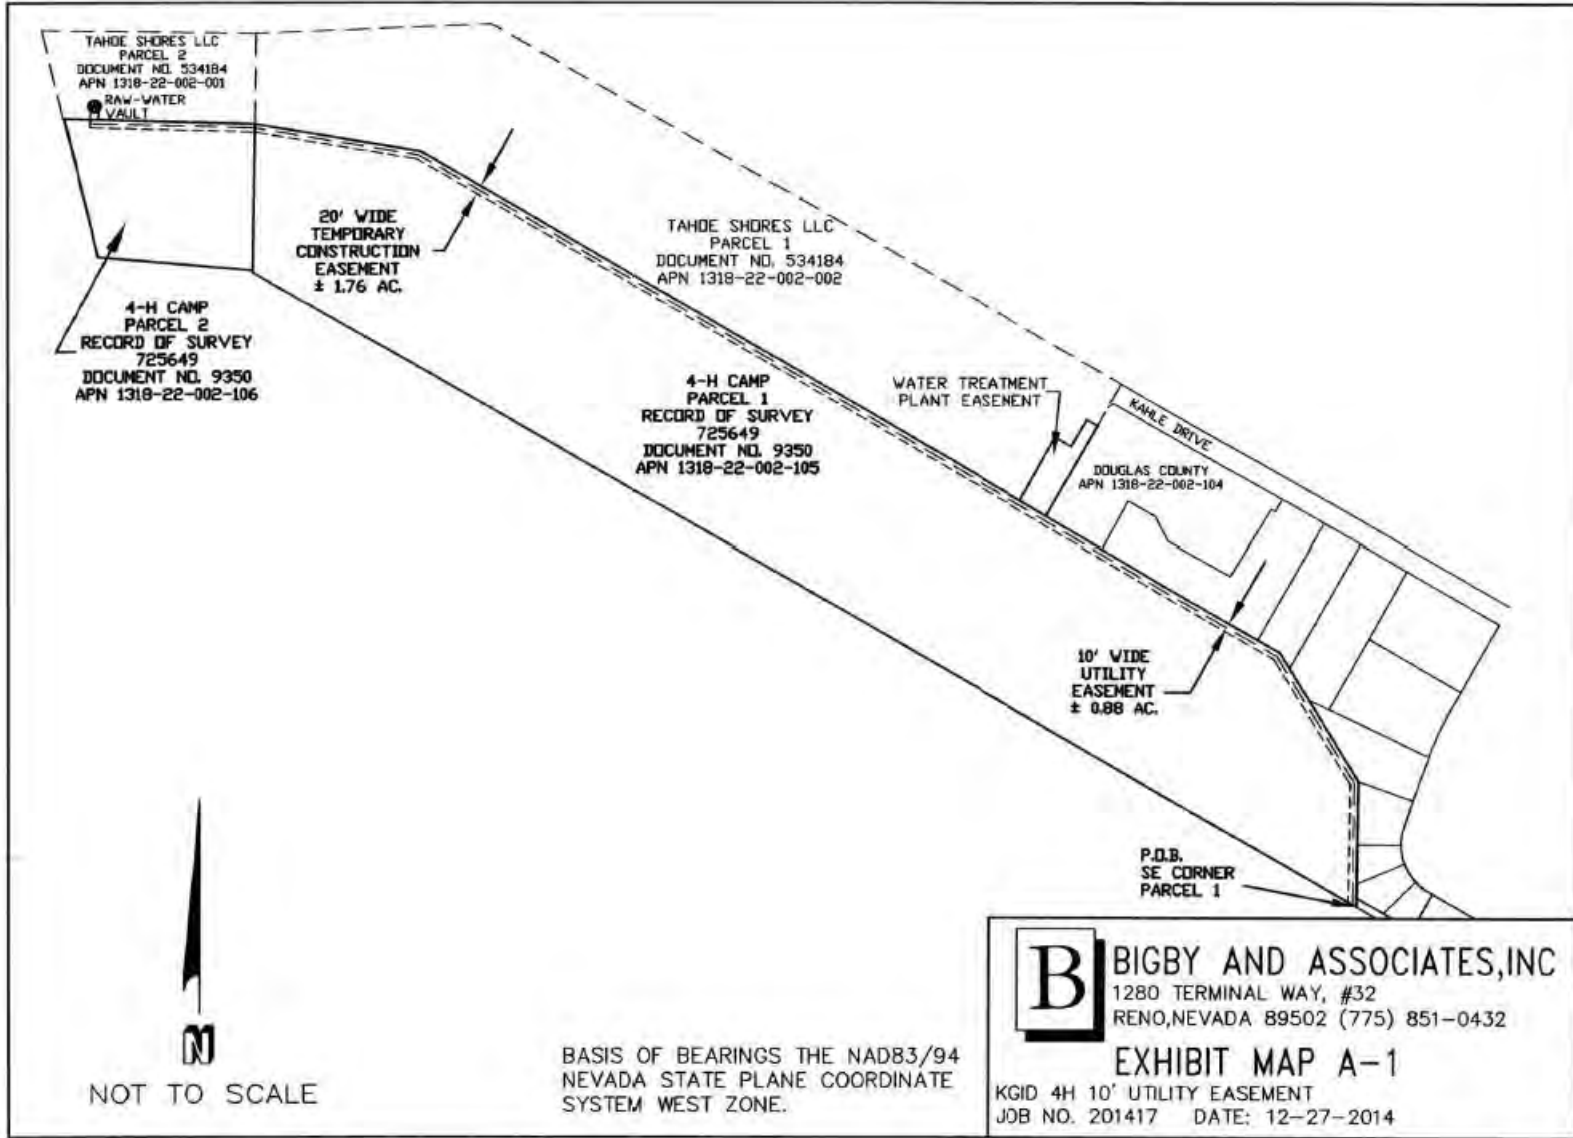 TAHOE SHORES LLC
PARCEL 2
DOCUMENT NO. 534184
APN 1318-22-002-001
RAW-WATER
VAULT
20' WIDE
TEMPORARY
CONSTRUCTION
EASEMENT
± 1.76 AC.
TAHOE SHORES LLC
PARCEL 1
DOCUMENT NO. 534184
APN 1318-22-002-002
4-H CAMP
PARCEL 2
RECORD OF SURVEY
725649
DOCUMENT NO. 9350
APN 1318-22-002-106
4-H CAMP
PARCEL 1
RECORD OF SURVEY
725649
DOCUMENT NO. 9350
APN 1318-22-002-105
WATER TREATMENT
PLANT EASEMENT
KAHLE DRIVE
DOUGLAS COUNTY
APN 1318-22-002-104
10' WIDE
UTILITY
EASEMENT
± 0.88 AC.
P.O.B.
SE CORNER
PARCEL 1
N
NOT TO SCALE
BASIS OF BEARINGS THE NAD83/94
NEVADA STATE PLANE COORDINATE
SYSTEM WEST ZONE.
B
BIGBY AND ASSOCIATES,INC
1280 TERMINAL WAY, #32
RENO,NEVADA 89502 (775) 851-0432
EXHIBIT MAP A-1
KGID 4H 10' UTILITY EASEMENT
JOB NO. 201417 DATE: 12-27-2014